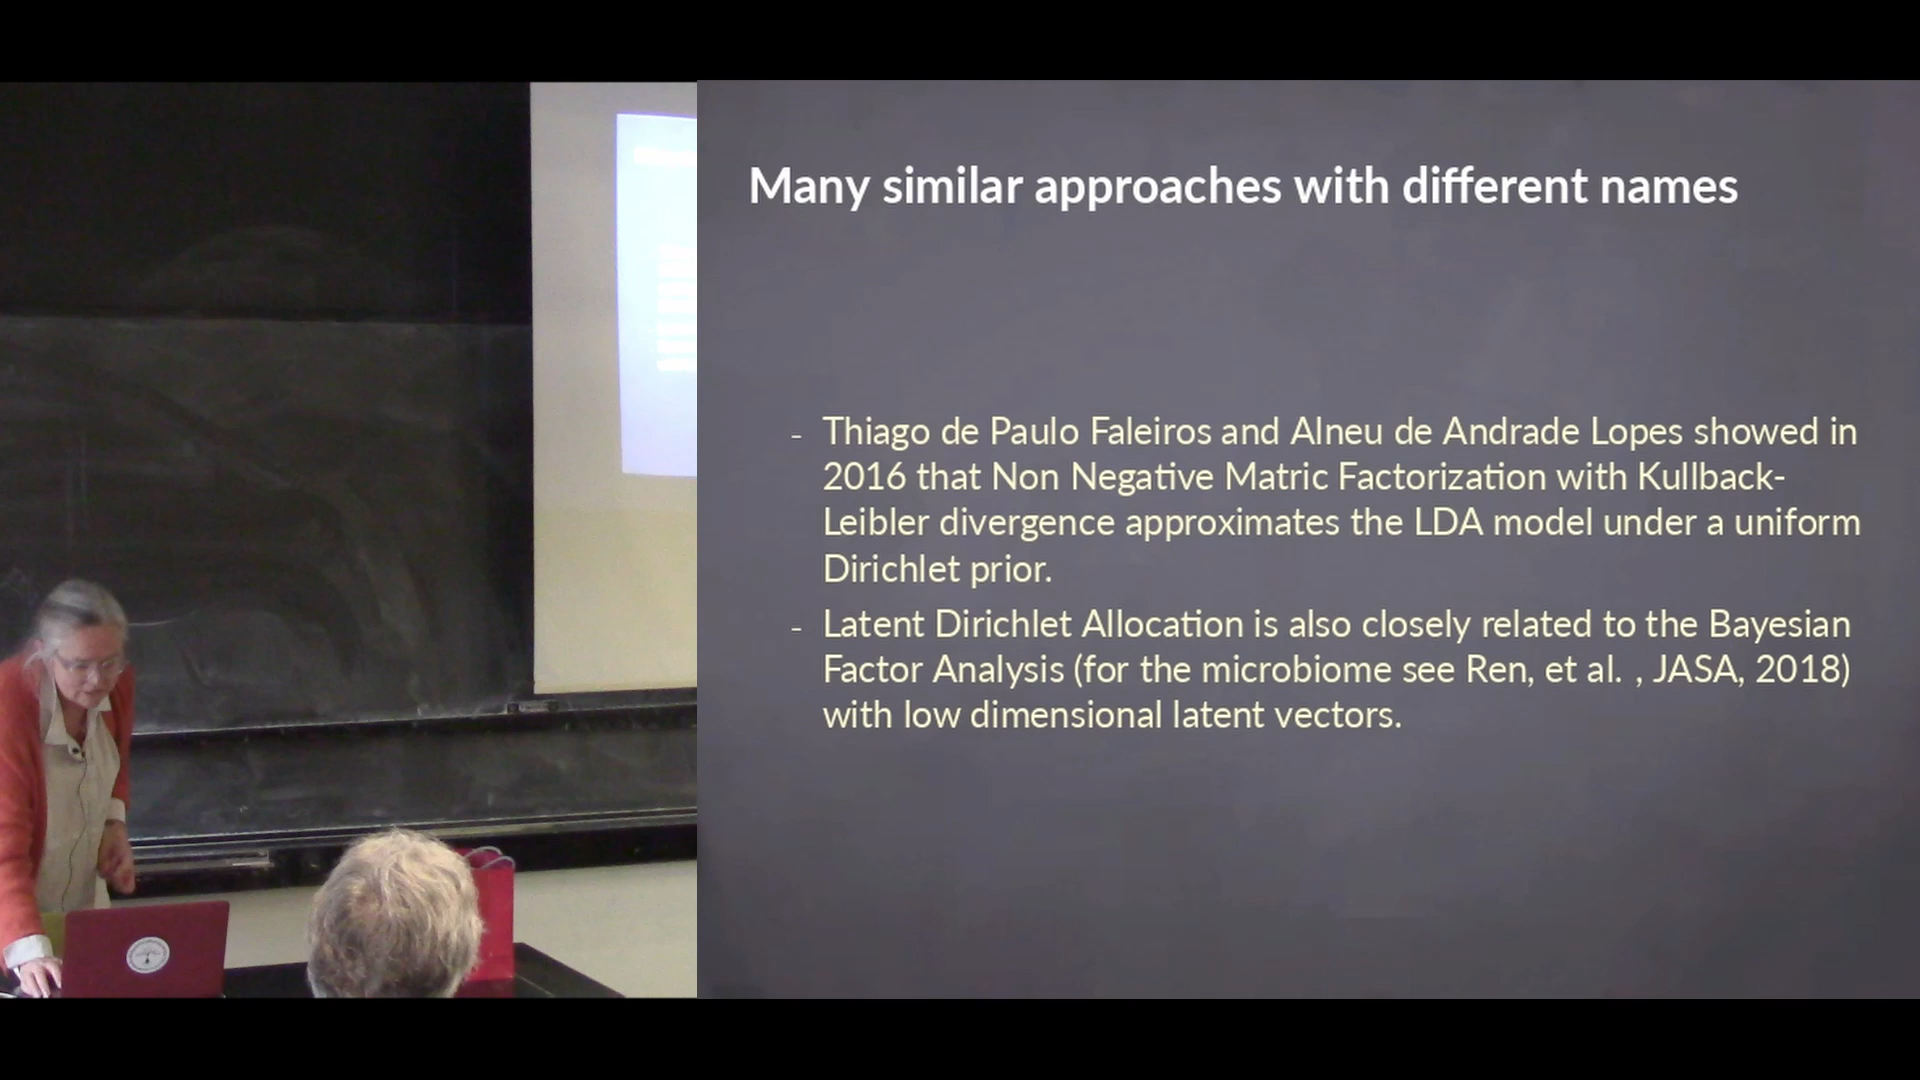 Many similar approaches with different names
- Thiago de Paulo Faleiros and Alneu de Andrade Lopes showed in
2016 that Non Negative Matric Factorization with Kullback-
Leibler divergence approximates the LDA model under a uniform
Dirichlet prior.
- Latent Dirichlet Allocation is also closely related to the Bayesian
Factor Analysis (for the microbiome see Ren, et al. , JASA, 2018)
with low dimensional latent vectors.